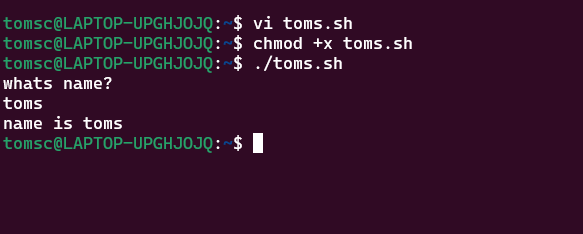 tomsc@LAPTOP-UPGHJOJQ:~$ vi toms.sh
tomsc@LAPTOP-UPGHJOJQ:~$ chmod +x toms.sh
tomsc@LAPTOP-UPGHJOJQ:~$ ./toms.sh
whats name?
toms
name is toms
tomsc@LAPTOP-UPGHJOJQ:~$